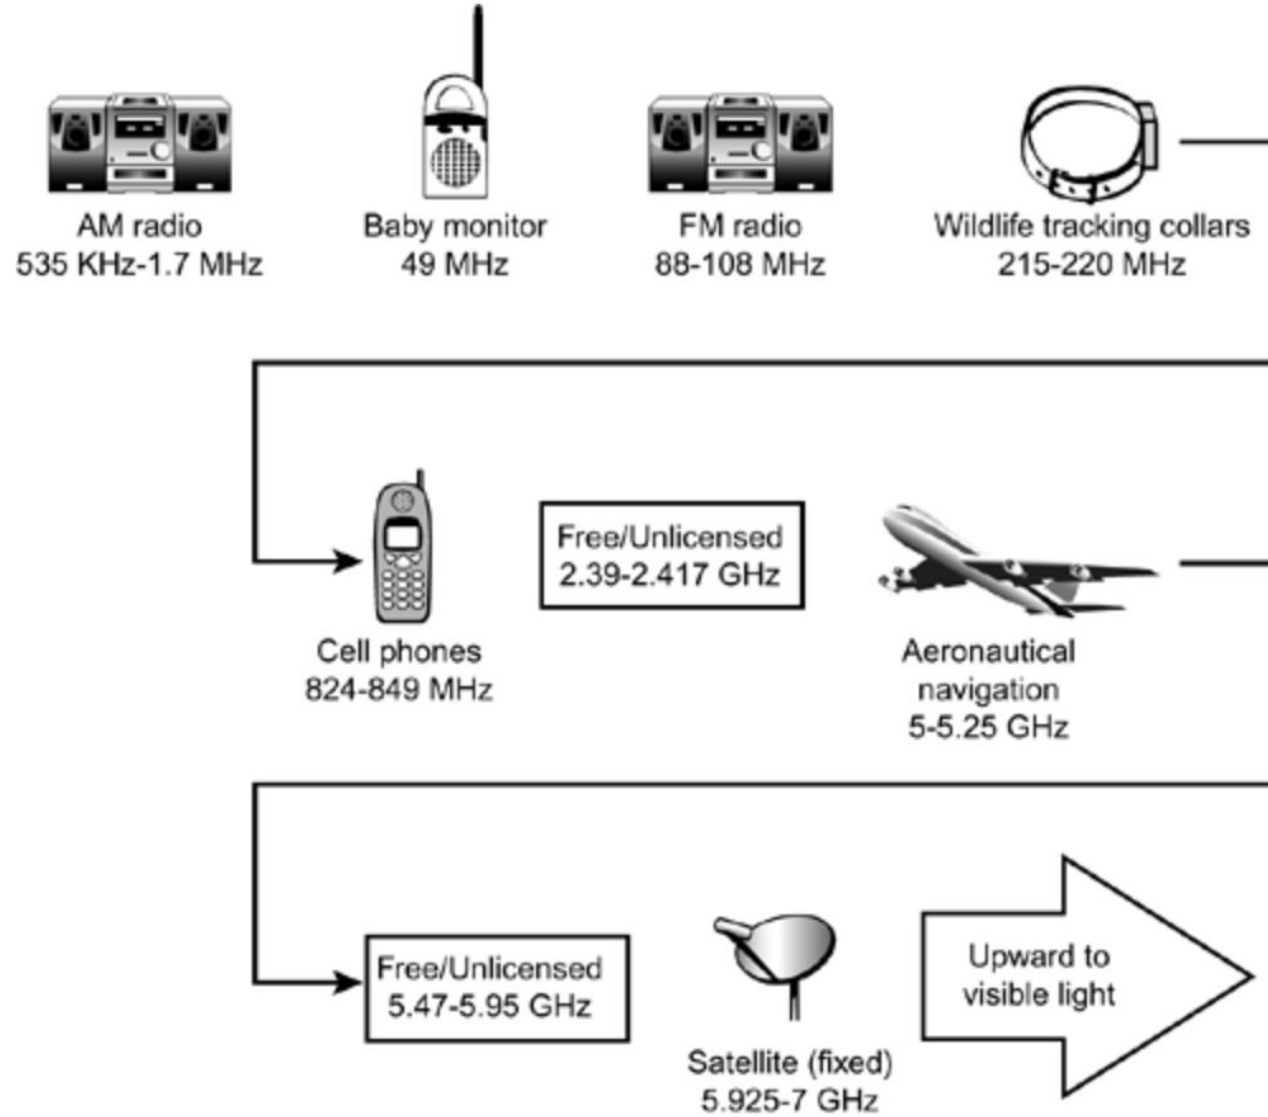 AM radio
535 KHz-1.7 MHz
Baby monitor
49 MHz
FM radio
88-108 MHz
Wildlife tracking collars
215-220 MHz
Cell phones
824-849 MHz
Free/Unlicensed
2.39-2.417 GHz
Aeronautical
navigation
5-5.25 GHz
Free/Unlicensed
5.47-5.95 GHz
Satellite (fixed)
5.925-7 GHz
Upward to
visible light